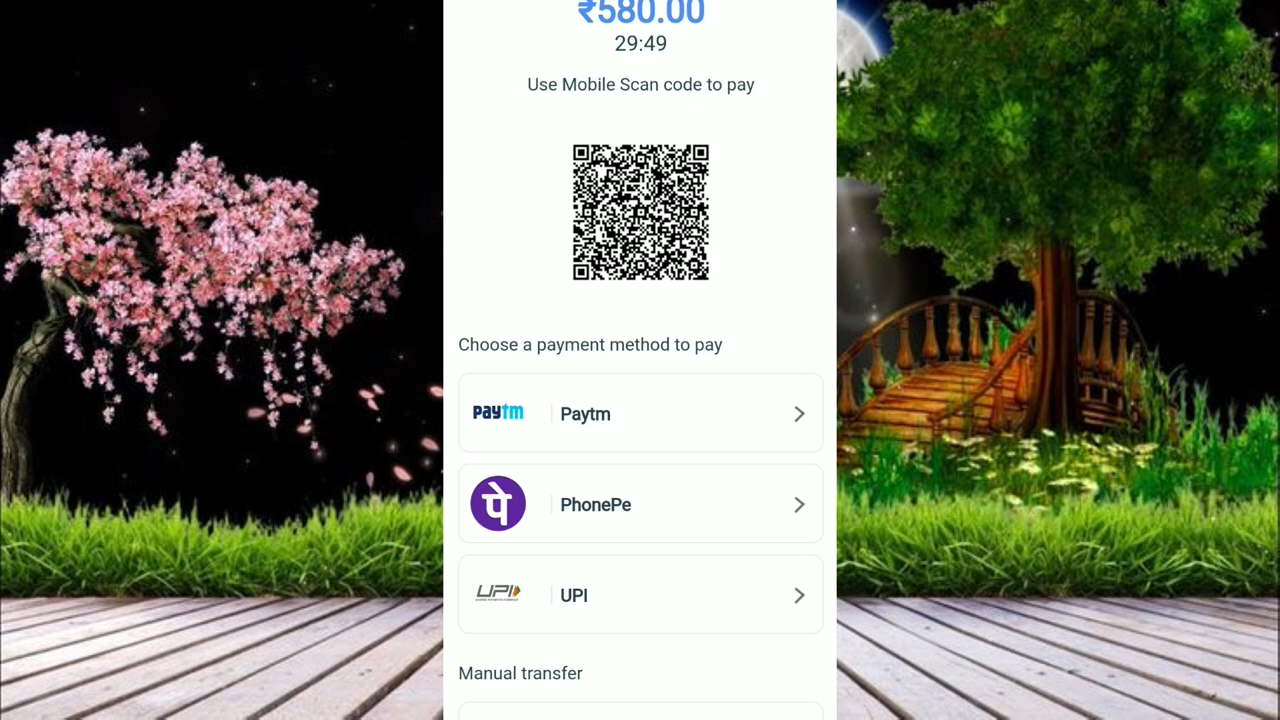 ₹580.00
29:49
Use Mobile Scan code to pay
Choose a payment method to pay
paytm
Paytm
पे
PhonePe
UPI
UPI
Manual transfer